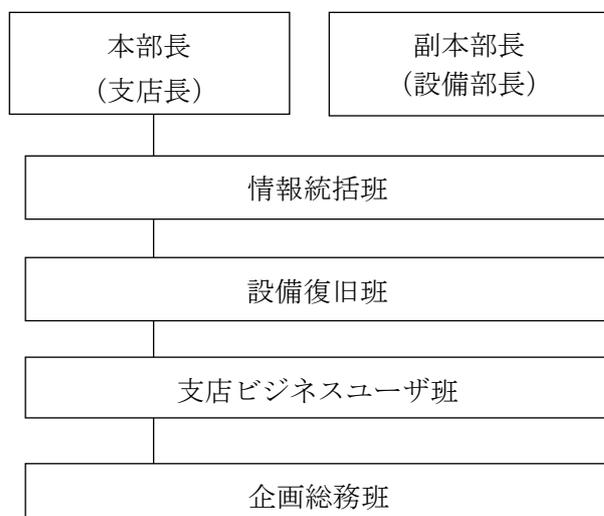 本部長
（支店長）
副本部長
（設備部長）
情報統括班
設備復旧班
支店ビジネスユーザ班
企画総務班